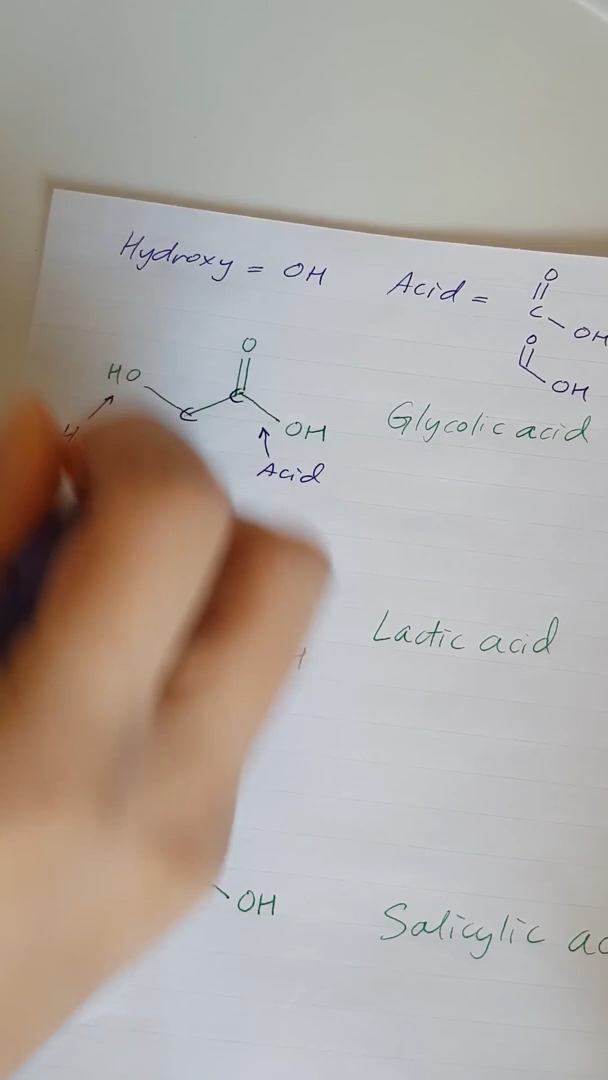 Hydroxy = OH
Acid =
O
C
OH
O
OH
O
HO
C
C
OH
H
Acid
Glycolic acid
Lactic acid
OH
Salicylic